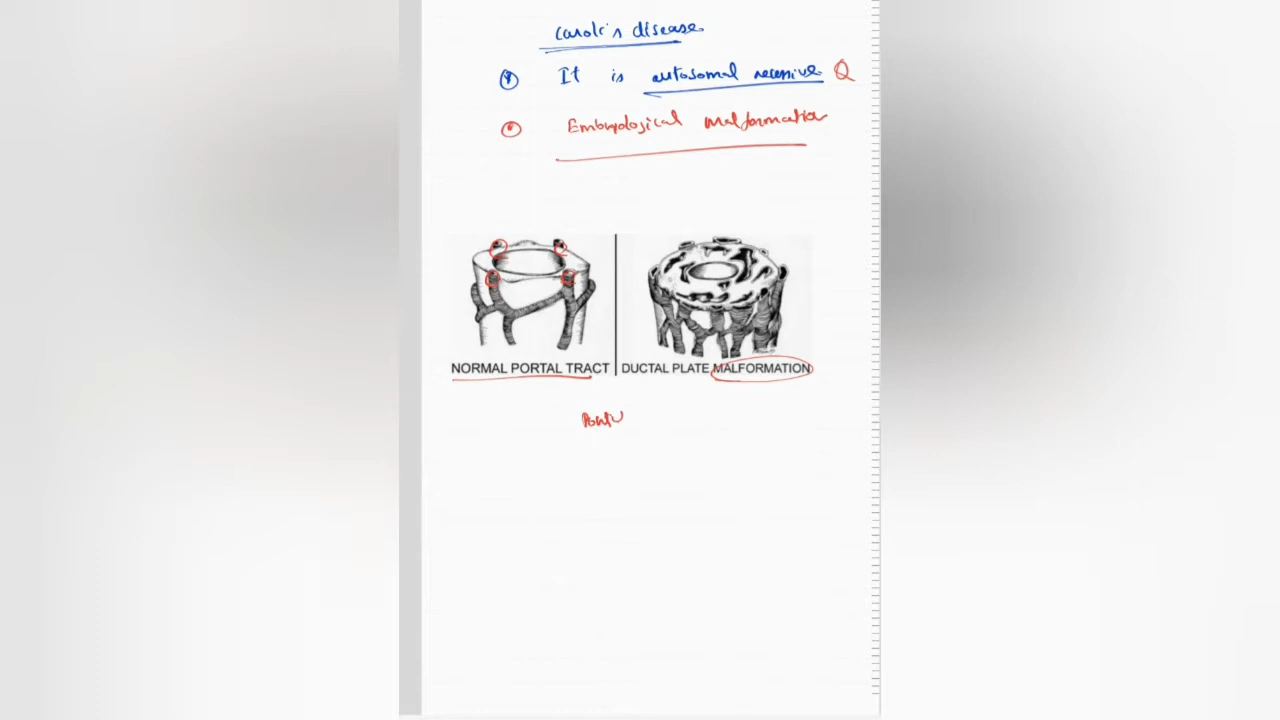 Caroli's disease
It is autosomal recessive Q
Embryological malformation
NORMAL PORTAL TRACT
DUCTAL PLATE MALFORMATION